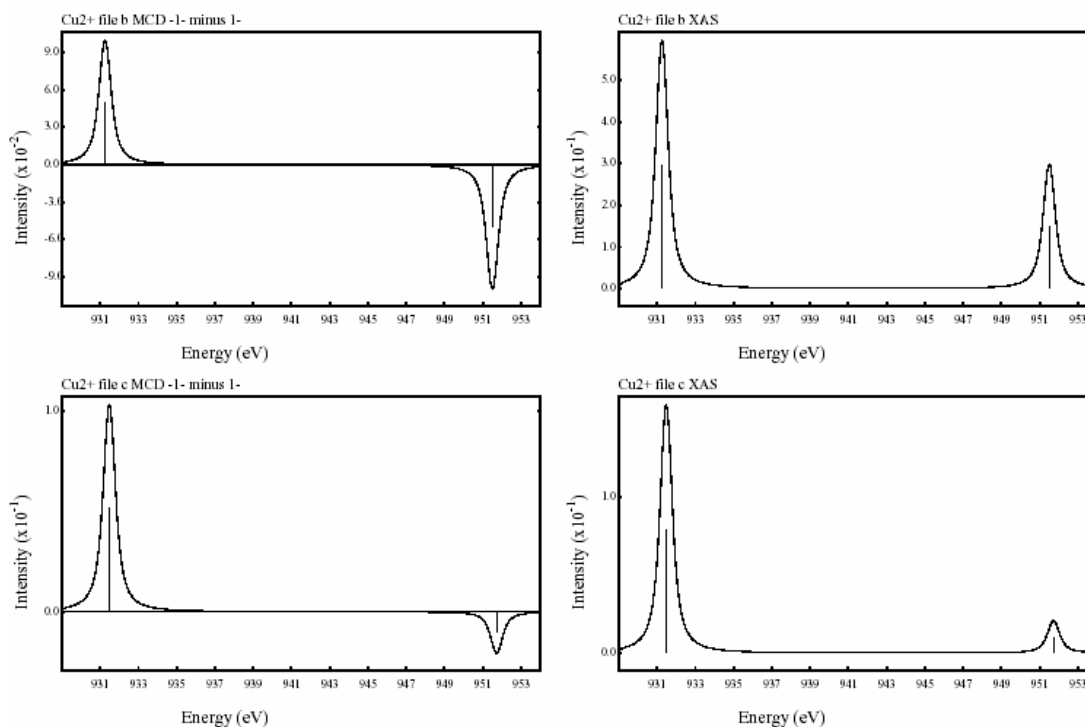 Cu2+ file b MCD -1- minus 1-
Intensity (x10⁻²)
9.0
6.0
3.0
0.0
-3.0
-6.0
-9.0
931 933 935 937 939 941 943 945 947 949 951 953
Energy (eV)
Cu2+ file b XAS
Intensity (x10⁻¹)
5.0
4.0
3.0
2.0
1.0
0.0
931 933 935 937 939 941 943 945 947 949 951 953
Energy (eV)
Cu2+ file c MCD -1- minus 1-
Intensity (x10⁻¹)
1.0
0.0
931 933 935 937 939 941 943 945 947 949 951 953
Energy (eV)
Cu2+ file c XAS
Intensity (x10⁻¹)
1.0
0.0
931 933 935 937 939 941 943 945 947 949 951 953
Energy (eV)